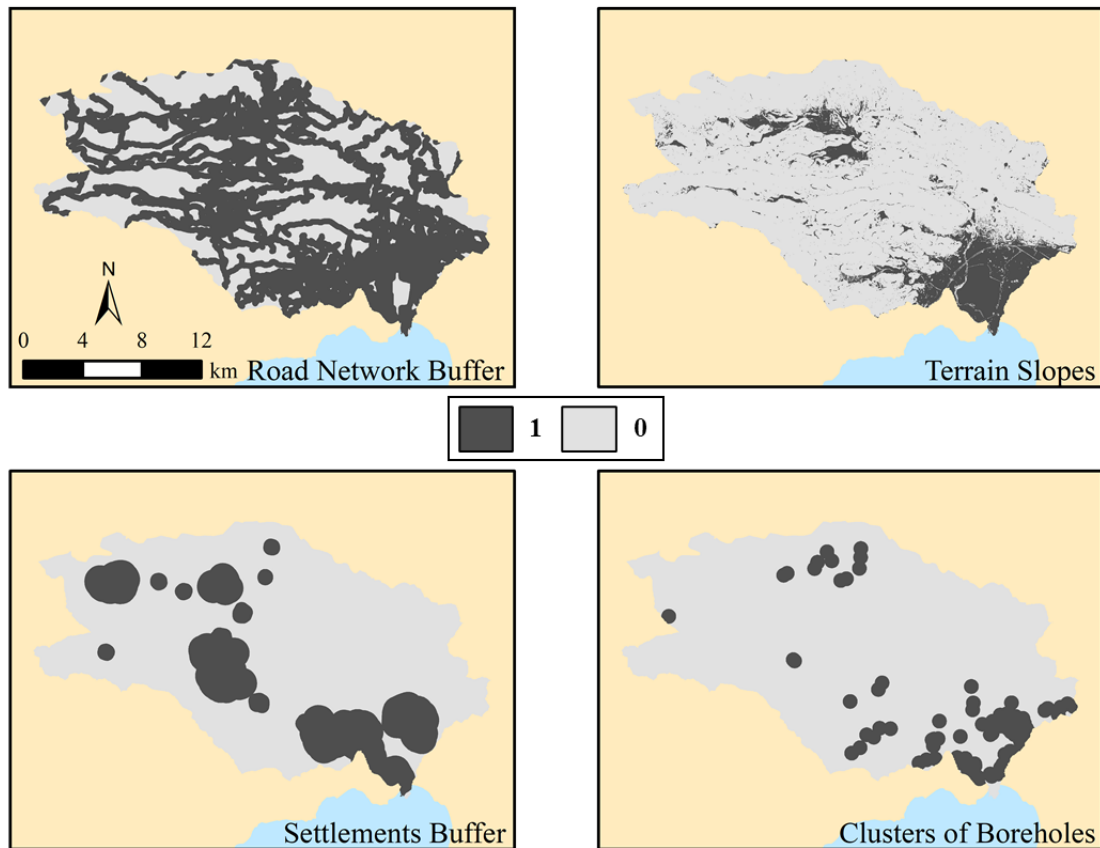 N
0 4 8 12
km
Road Network Buffer
Terrain Slopes
1 0
Settlements Buffer
Clusters of Boreholes